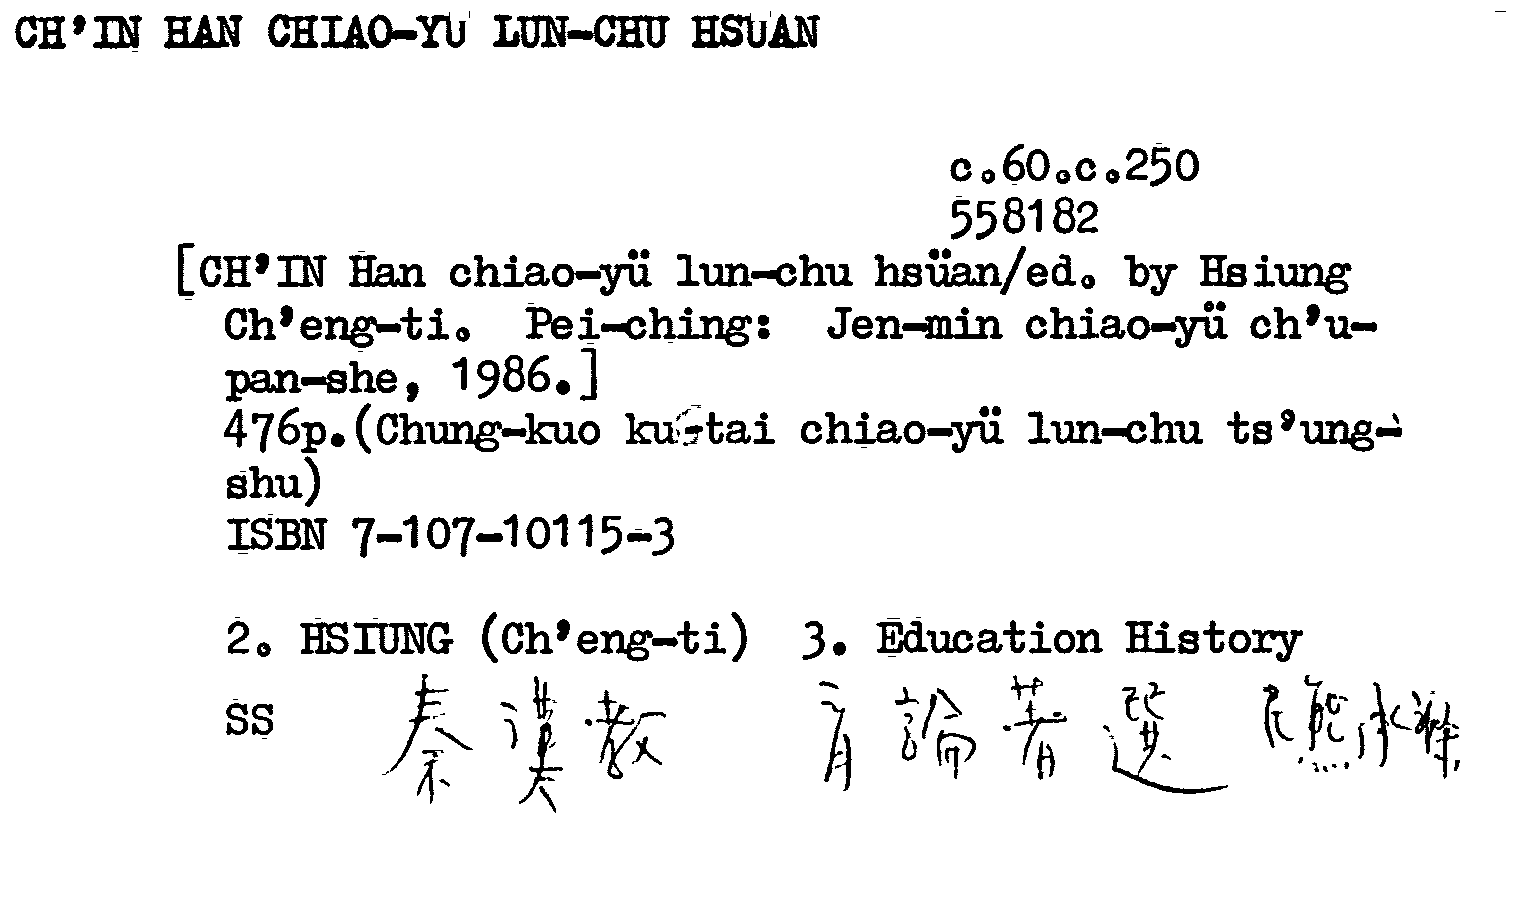 CH'IN HAN CHIAO-YÜ LUN-CHU HSÜAN
c.60.c.250
558182
[CH'IN Han chiao-yü lun-chu hsüan/ed. by Hsiung
Ch'eng-ti. Pei-ching: Jen-min chiao-yü ch'u-
pan-she, 1986.]
476p.(Chung-kuo ku-tai chiao-yü lun-chu ts'ung-
shu)
ISBN 7-107-10115-3
2. HSIUNG (Ch'eng-ti) 3. Education History
SS 秦漢教育論著選 熊承滌